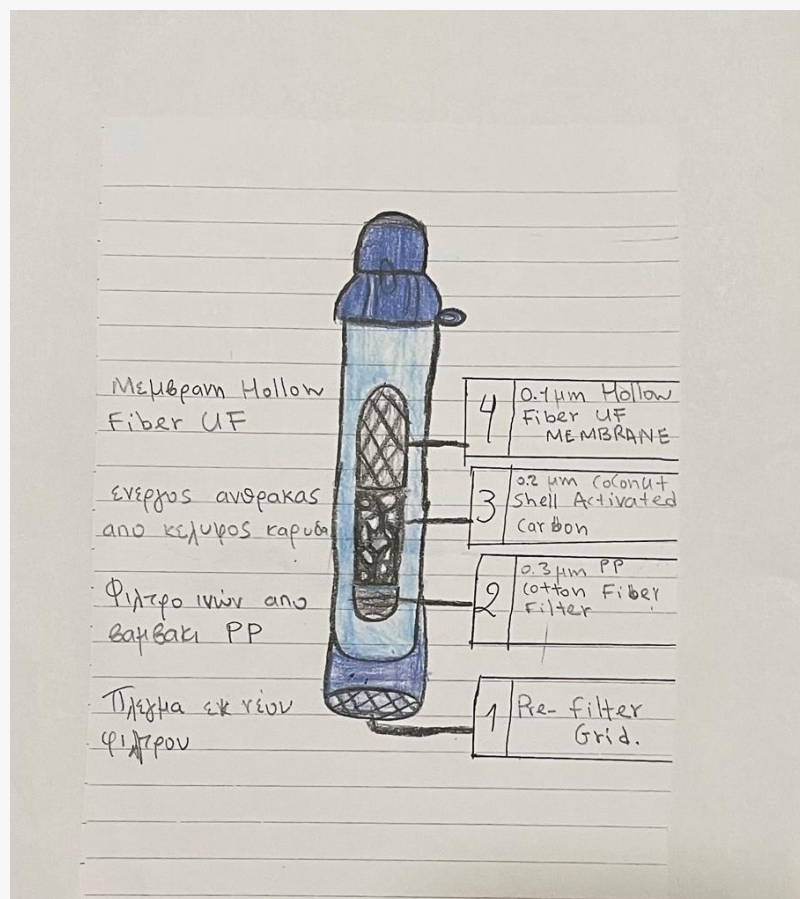 Μεμβρανη Hollow
Fiber UF
ενεργος ανθρακας
απο κελυφος καρυδα
Φιλτρο ινών απο
βαμβακι PP
Πλεγμα εκ νέου
φιλτρου
4
0.1μm Hollow
Fiber UF
MEMBRANE
3
0.2 μm Coconut
Shell Activated
Carbon
2
0.3μm PP
Cotton Fiber
Filter
1
Pre-filter
Grid.